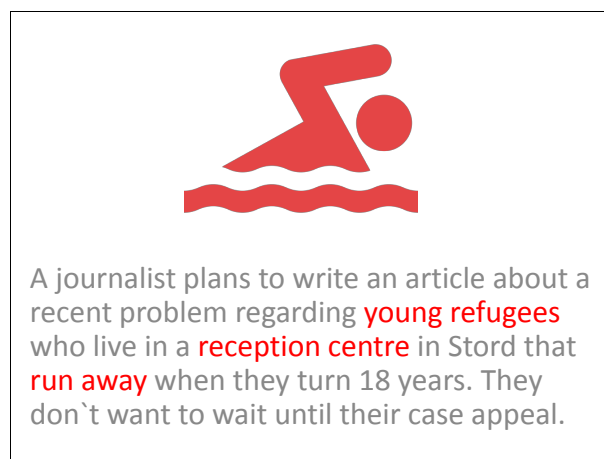 A journalist plans to write an article about a
recent problem regarding young refugees
who live in a reception centre in Stord that
run away when they turn 18 years. They
don`t want to wait until their case appeal.